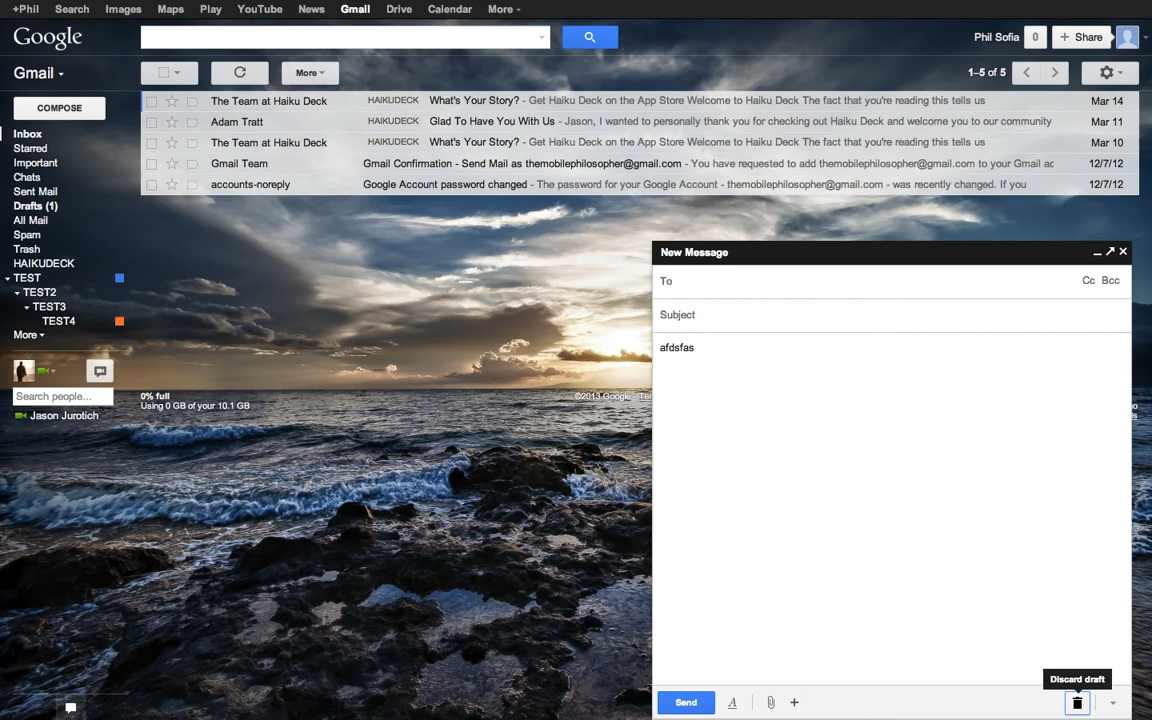 +Phil Search Images Maps Play YouTube News Gmail Drive Calendar More
Google
Phil Sofia 0 + Share
Gmail
More
1–5 of 5
COMPOSE
Inbox
Starred
Important
Chats
Sent Mail
Drafts (1)
All Mail
Spam
Trash
HAIKUDECK
TEST
TEST2
TEST3
TEST4
More
Search people...
Jason Jurotich
The Team at Haiku Deck HAIKUDECK What's Your Story? - Get Haiku Deck on the App Store Welcome to Haiku Deck The fact that you're reading this tells us Mar 14
Adam Tratt HAIKUDECK Glad To Have You With Us - Jason, I wanted to personally thank you for checking out Haiku Deck and welcome you to our community Mar 11
The Team at Haiku Deck HAIKUDECK What's Your Story? - Get Haiku Deck on the App Store Welcome to Haiku Deck The fact that you're reading this tells us Mar 10
Gmail Team Gmail Confirmation - Send Mail as themobilephilosopher@gmail.com - You have requested to add themobilephilosopher@gmail.com to your Gmail ac 12/7/12
accounts-noreply Google Account password changed - The password for your Google Account - themobilephilosopher@gmail.com - was recently changed. If you 12/7/12
0% full
Using 0 GB of your 10.1 GB
©2013 Google - Ter
New Message
To Cc Bcc
Subject
afdsfas
Discard draft
Send A +